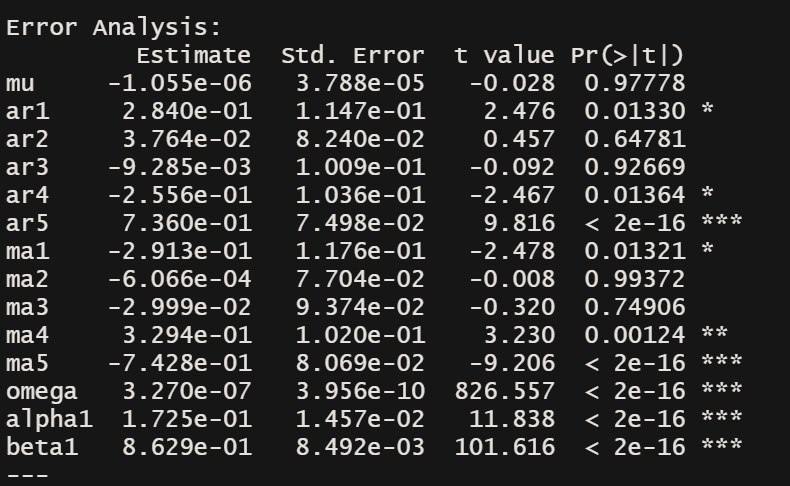 Error Analysis:
         Estimate  Std. Error  t value Pr(>|t|)
mu     -1.055e-06   3.788e-05   -0.028  0.97778
ar1     2.840e-01   1.147e-01    2.476  0.01330 *
ar2     3.764e-02   8.240e-02    0.457  0.64781
ar3    -9.285e-03   1.009e-01   -0.092  0.92669
ar4    -2.556e-01   1.036e-01   -2.467  0.01364 *
ar5     7.360e-01   7.498e-02    9.816  < 2e-16 ***
ma1    -2.913e-01   1.176e-01   -2.478  0.01321 *
ma2    -6.066e-04   7.704e-02   -0.008  0.99372
ma3    -2.999e-02   9.374e-02   -0.320  0.74906
ma4     3.294e-01   1.020e-01    3.230  0.00124 **
ma5    -7.428e-01   8.069e-02   -9.206  < 2e-16 ***
omega   3.270e-07   3.956e-10  826.557  < 2e-16 ***
alpha1  1.725e-01   1.457e-02   11.838  < 2e-16 ***
beta1   8.629e-01   8.492e-03  101.616  < 2e-16 ***
---